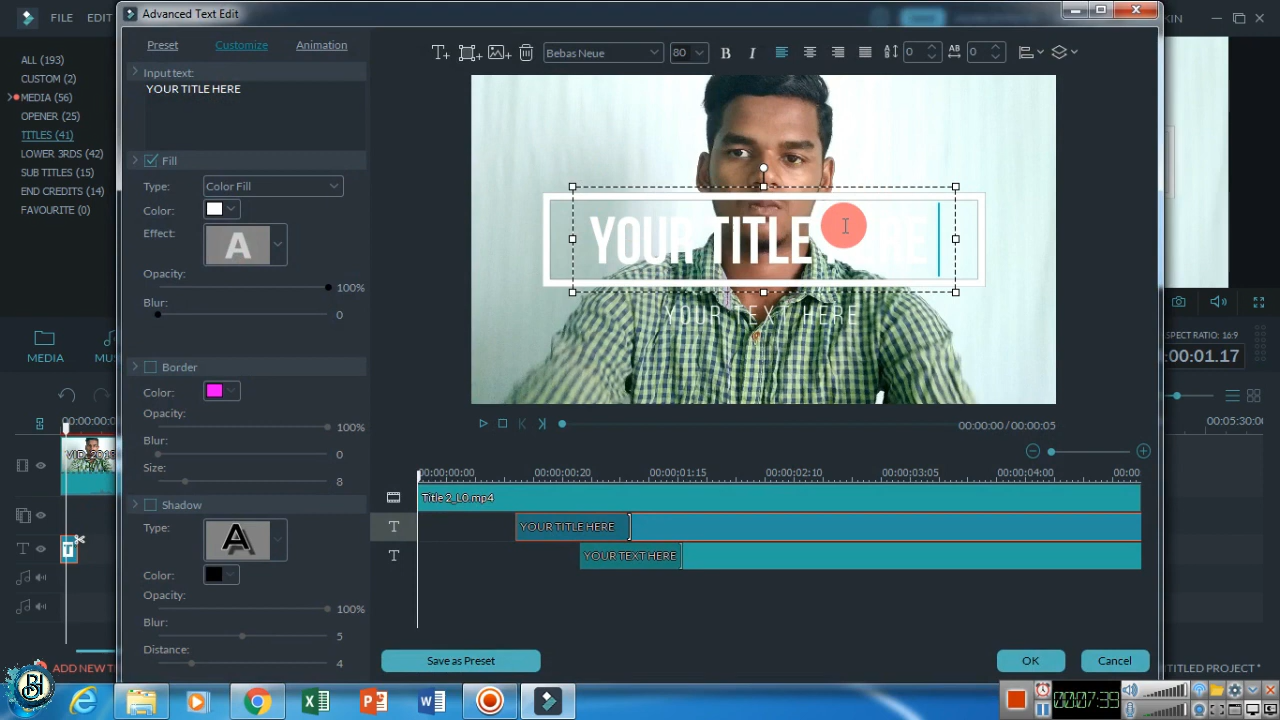 FILE
EDIT
Advanced Text Edit
ALL (193)
CUSTOM (2)
MEDIA (56)
OPENER (25)
TITLES (41)
LOWER 3RDS (42)
SUB TITLES (15)
END CREDITS (14)
FAVOURITE (0)
MEDIA
Preset
Customize
Animation
Input text:
YOUR TITLE HERE
Fill
Type:
Color Fill
Color:
Effect:
A
Opacity:
100%
Blur:
0
Border
Color:
Opacity:
100%
Blur:
0
Size:
8
Shadow
Type:
A
Color:
Opacity:
100%
Blur:
5
Distance:
4
Bebas Neue
80
B
I
AB
0
0
YOUR TITLE HERE
YOUR TEXT HERE
00:00:00 / 00:00:05
00:00:00:00
00:00:00:20
00:00:01:15
00:00:02:10
00:00:03:05
00:00:04:00
00:00
Title 2_L0.mp4
T
YOUR TITLE HERE
T
YOUR TEXT HERE
Save as Preset
OK
Cancel
ASPECT RATIO: 16:9
:00:01.17
00:05:30:00
T
T
00:07:39